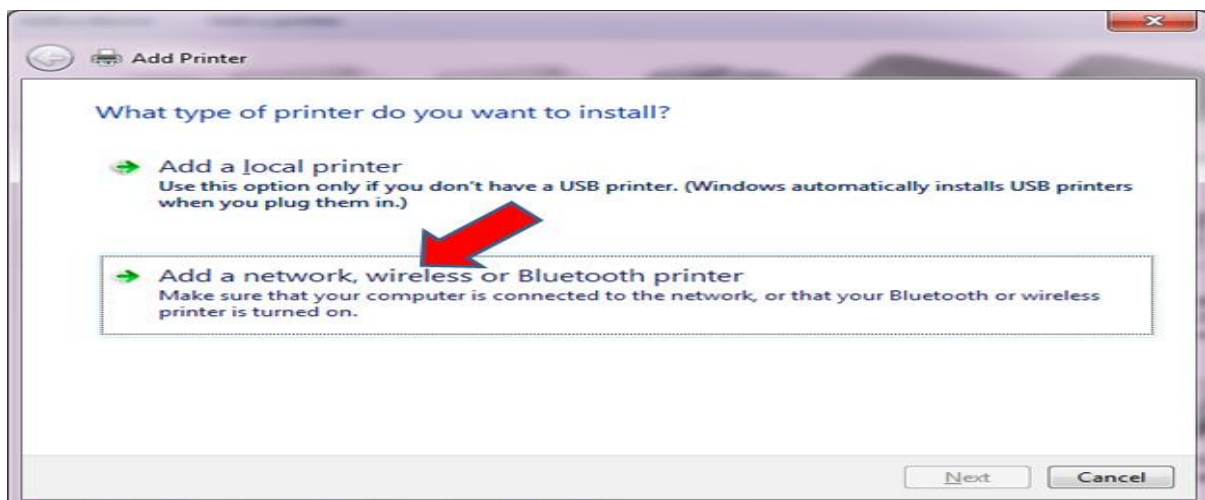 Add Printer
What type of printer do you want to install?
Add a local printer
Use this option only if you don't have a USB printer. (Windows automatically installs USB printers
when you plug them in.)
Add a network, wireless or Bluetooth printer
Make sure that your computer is connected to the network, or that your Bluetooth or wireless
printer is turned on.
Next
Cancel